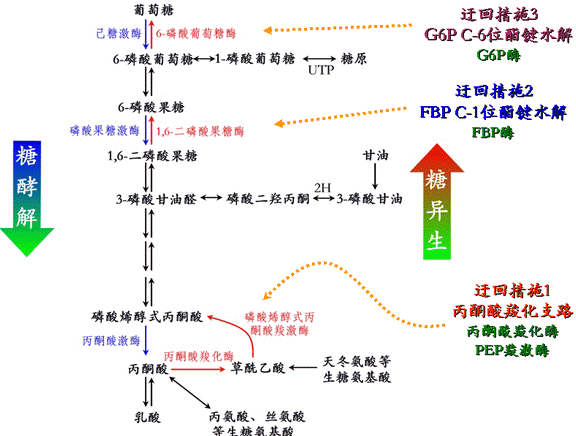 葡萄糖
己糖激酶
6-磷酸葡萄糖酶
6-磷酸葡萄糖
1-磷酸葡萄糖
UTP
糖原
迂回措施3
G6P C-6位酯键水解
G6P酶
6-磷酸果糖
磷酸果糖激酶
1,6-二磷酸果糖酶
1,6-二磷酸果糖
迂回措施2
FBP C-1位酯键水解
FBP酶
甘油
糖酵解
糖异生
3-磷酸甘油醛
磷酸二羟丙酮
2H
3-磷酸甘油
磷酸烯醇式丙酮酸
磷酸烯醇式丙
酮酸羧激酶
迂回措施1
丙酮酸羧化支路
丙酮酸羧化酶
PEP羧激酶
丙酮酸激酶
丙酮酸羧化酶
丙酮酸
草酰乙酸
天冬氨酸等
生糖氨基酸
乳酸
丙氨酸、丝氨酸
等生糖氨基酸